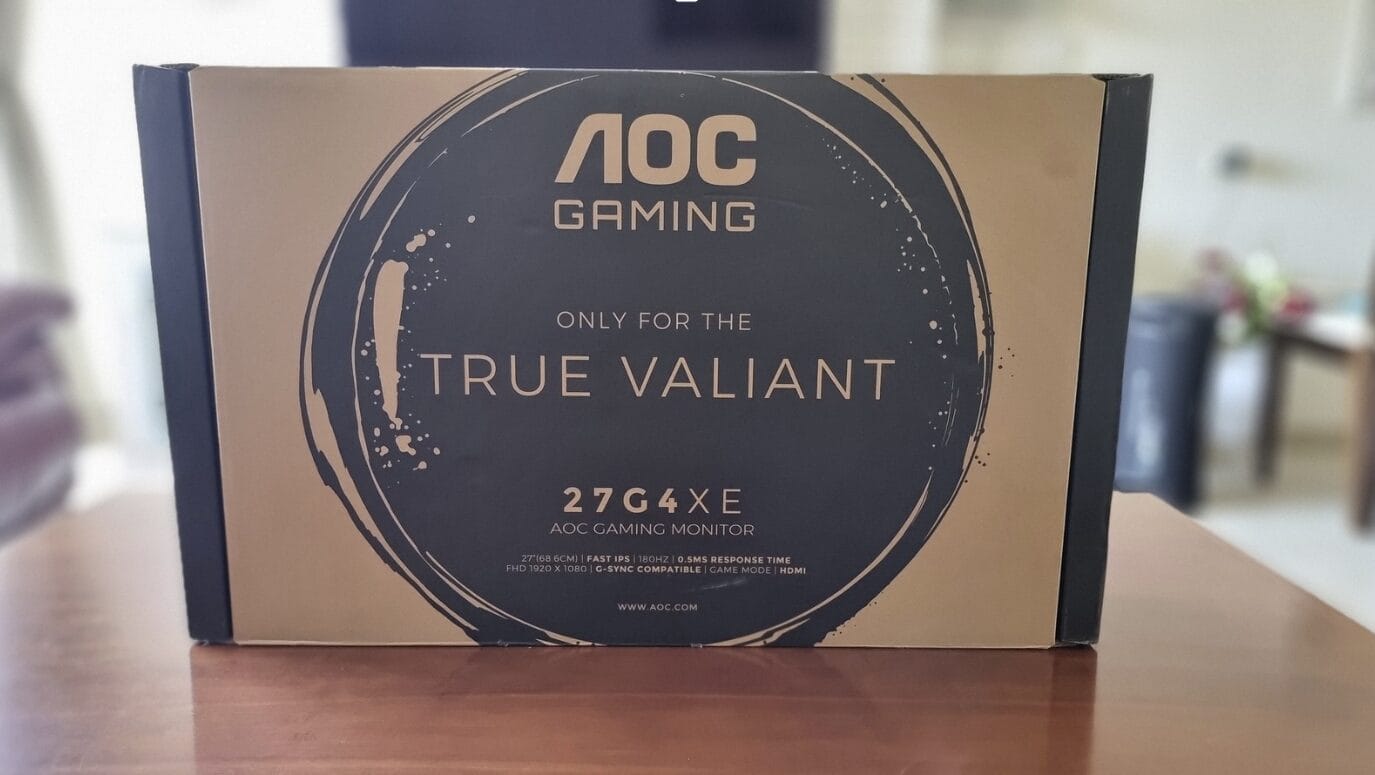 AOC
GAMING
ONLY FOR THE
TRUE VALIANT
27G4XE
AOC GAMING MONITOR
27"(68.6CM) | FAST IPS | 180HZ | 0.5MS RESPONSE TIME
FHD 1920 X 1080 | G-SYNC COMPATIBLE | GAME MODE | HDMI
WWW.AOC.COM